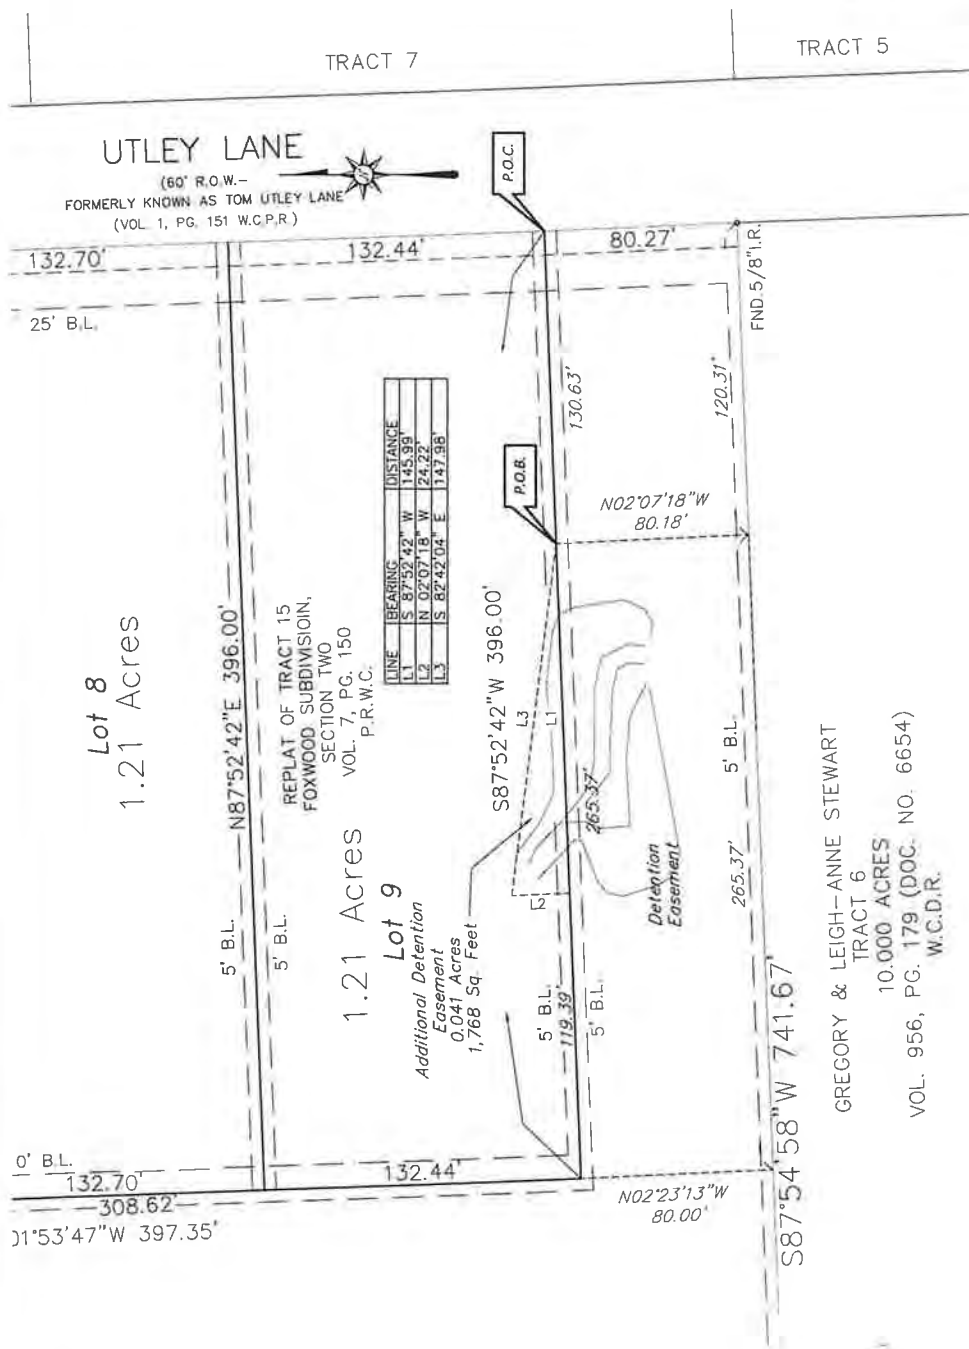 TRACT 7
TRACT 5
UTLEY LANE
(60' R.O.W.-
FORMERLY KNOWN AS TOM UTLEY LANE
(VOL. 1, PG. 151 W.C.P.R.)
P.O.C.
132.70'
132.44'
80.27'
FND.5/8"I.R.
25' B.L.
130.63'
120.31'
LINE BEARING DISTANCE
L1 S 87°52'42" W 145.99'
L2 N 02°07'18" W 24.22'
L3 S 82°42'04" E 147.98'
P.O.B.
N02°07'18"W
80.18'
Lot 8
1.21 Acres
N87°52'42"E 396.00'
REPLAT OF TRACT 15
FOXWOOD SUBDIVISIOIN,
SECTION TWO
VOL. 7, PG. 150
P.R.W.C.
S87°52'42"W 396.00'
L3
L1
L2
265.37'
5' B.L.
5' B.L.
1.21 Acres
Lot 9
Additional Detention
Easement
0.041 Acres
1,768 Sq. Feet
Detention
Easement
5' B.L.
265.37'
5' B.L.
119.39'
5' B.L.
S87°54'58"W 741.67'
GREGORY & LEIGH-ANNE STEWART
TRACT 6
10.000 ACRES
VOL. 956, PG. 179 (DOC. NO. 6654)
W.C.D.R.
0' B.L.
132.70'
132.44'
308.62'
01°53'47"W 397.35'
N02°23'13"W
80.00'